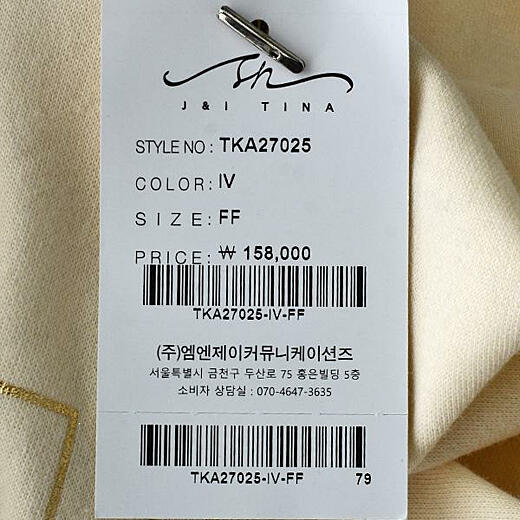 J&I TINA
STYLE NO : TKA27025
COLOR: IV
SIZE: FF
PRICE: ₩ 158,000
TKA27025-IV-FF
(주)엠엔제이커뮤니케이션즈
서울특별시 금천구 두산로 75 홍은빌딩 5층
소비자 상담실 : 070-4647-3635
TKA27025-IV-FF 79